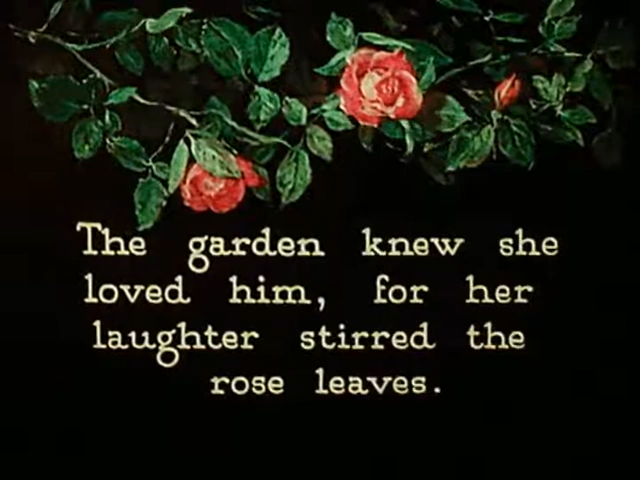 The garden knew she
loved him, for her
laughter stirred the
rose leaves.